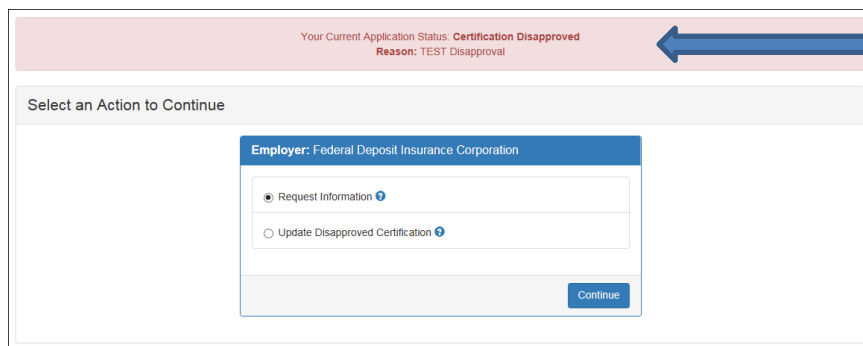 Your Current Application Status: Certification Disapproved
Reason: TEST Disapproval
Select an Action to Continue
Employer: Federal Deposit Insurance Corporation
Request Information
Update Disapproved Certification
Continue